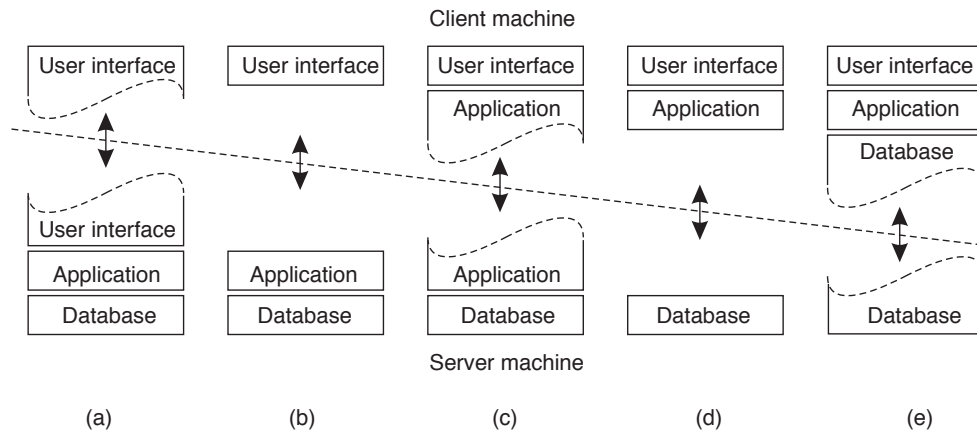 Client machine
User interface User interface User interface User interface User interface
Application Application Application
Database
User interface
Application Application Application
Database Database Database Database Database
Server machine
(a) (b) (c) (d) (e)